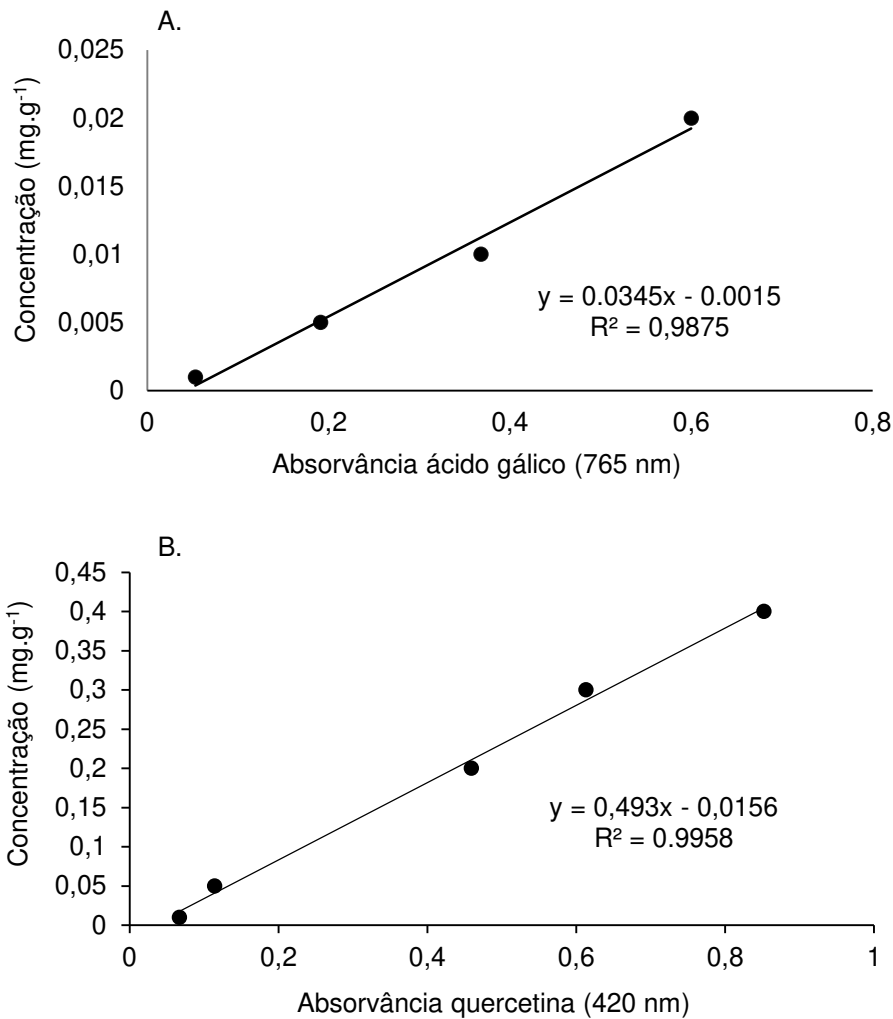 A.
Concentração (mg.g-1)
0,025
0,02
0,015
0,01
0,005
0
y = 0.0345x - 0.0015
R² = 0,9875
0 0,2 0,4 0,6 0,8
Absorvância ácido gálico (765 nm)
B.
Concentração (mg.g-1)
0,45
0,4
0,35
0,3
0,25
0,2
0,15
0,1
0,05
0
y = 0,493x - 0,0156
R² = 0.9958
0 0,2 0,4 0,6 0,8 1
Absorvância quercetina (420 nm)